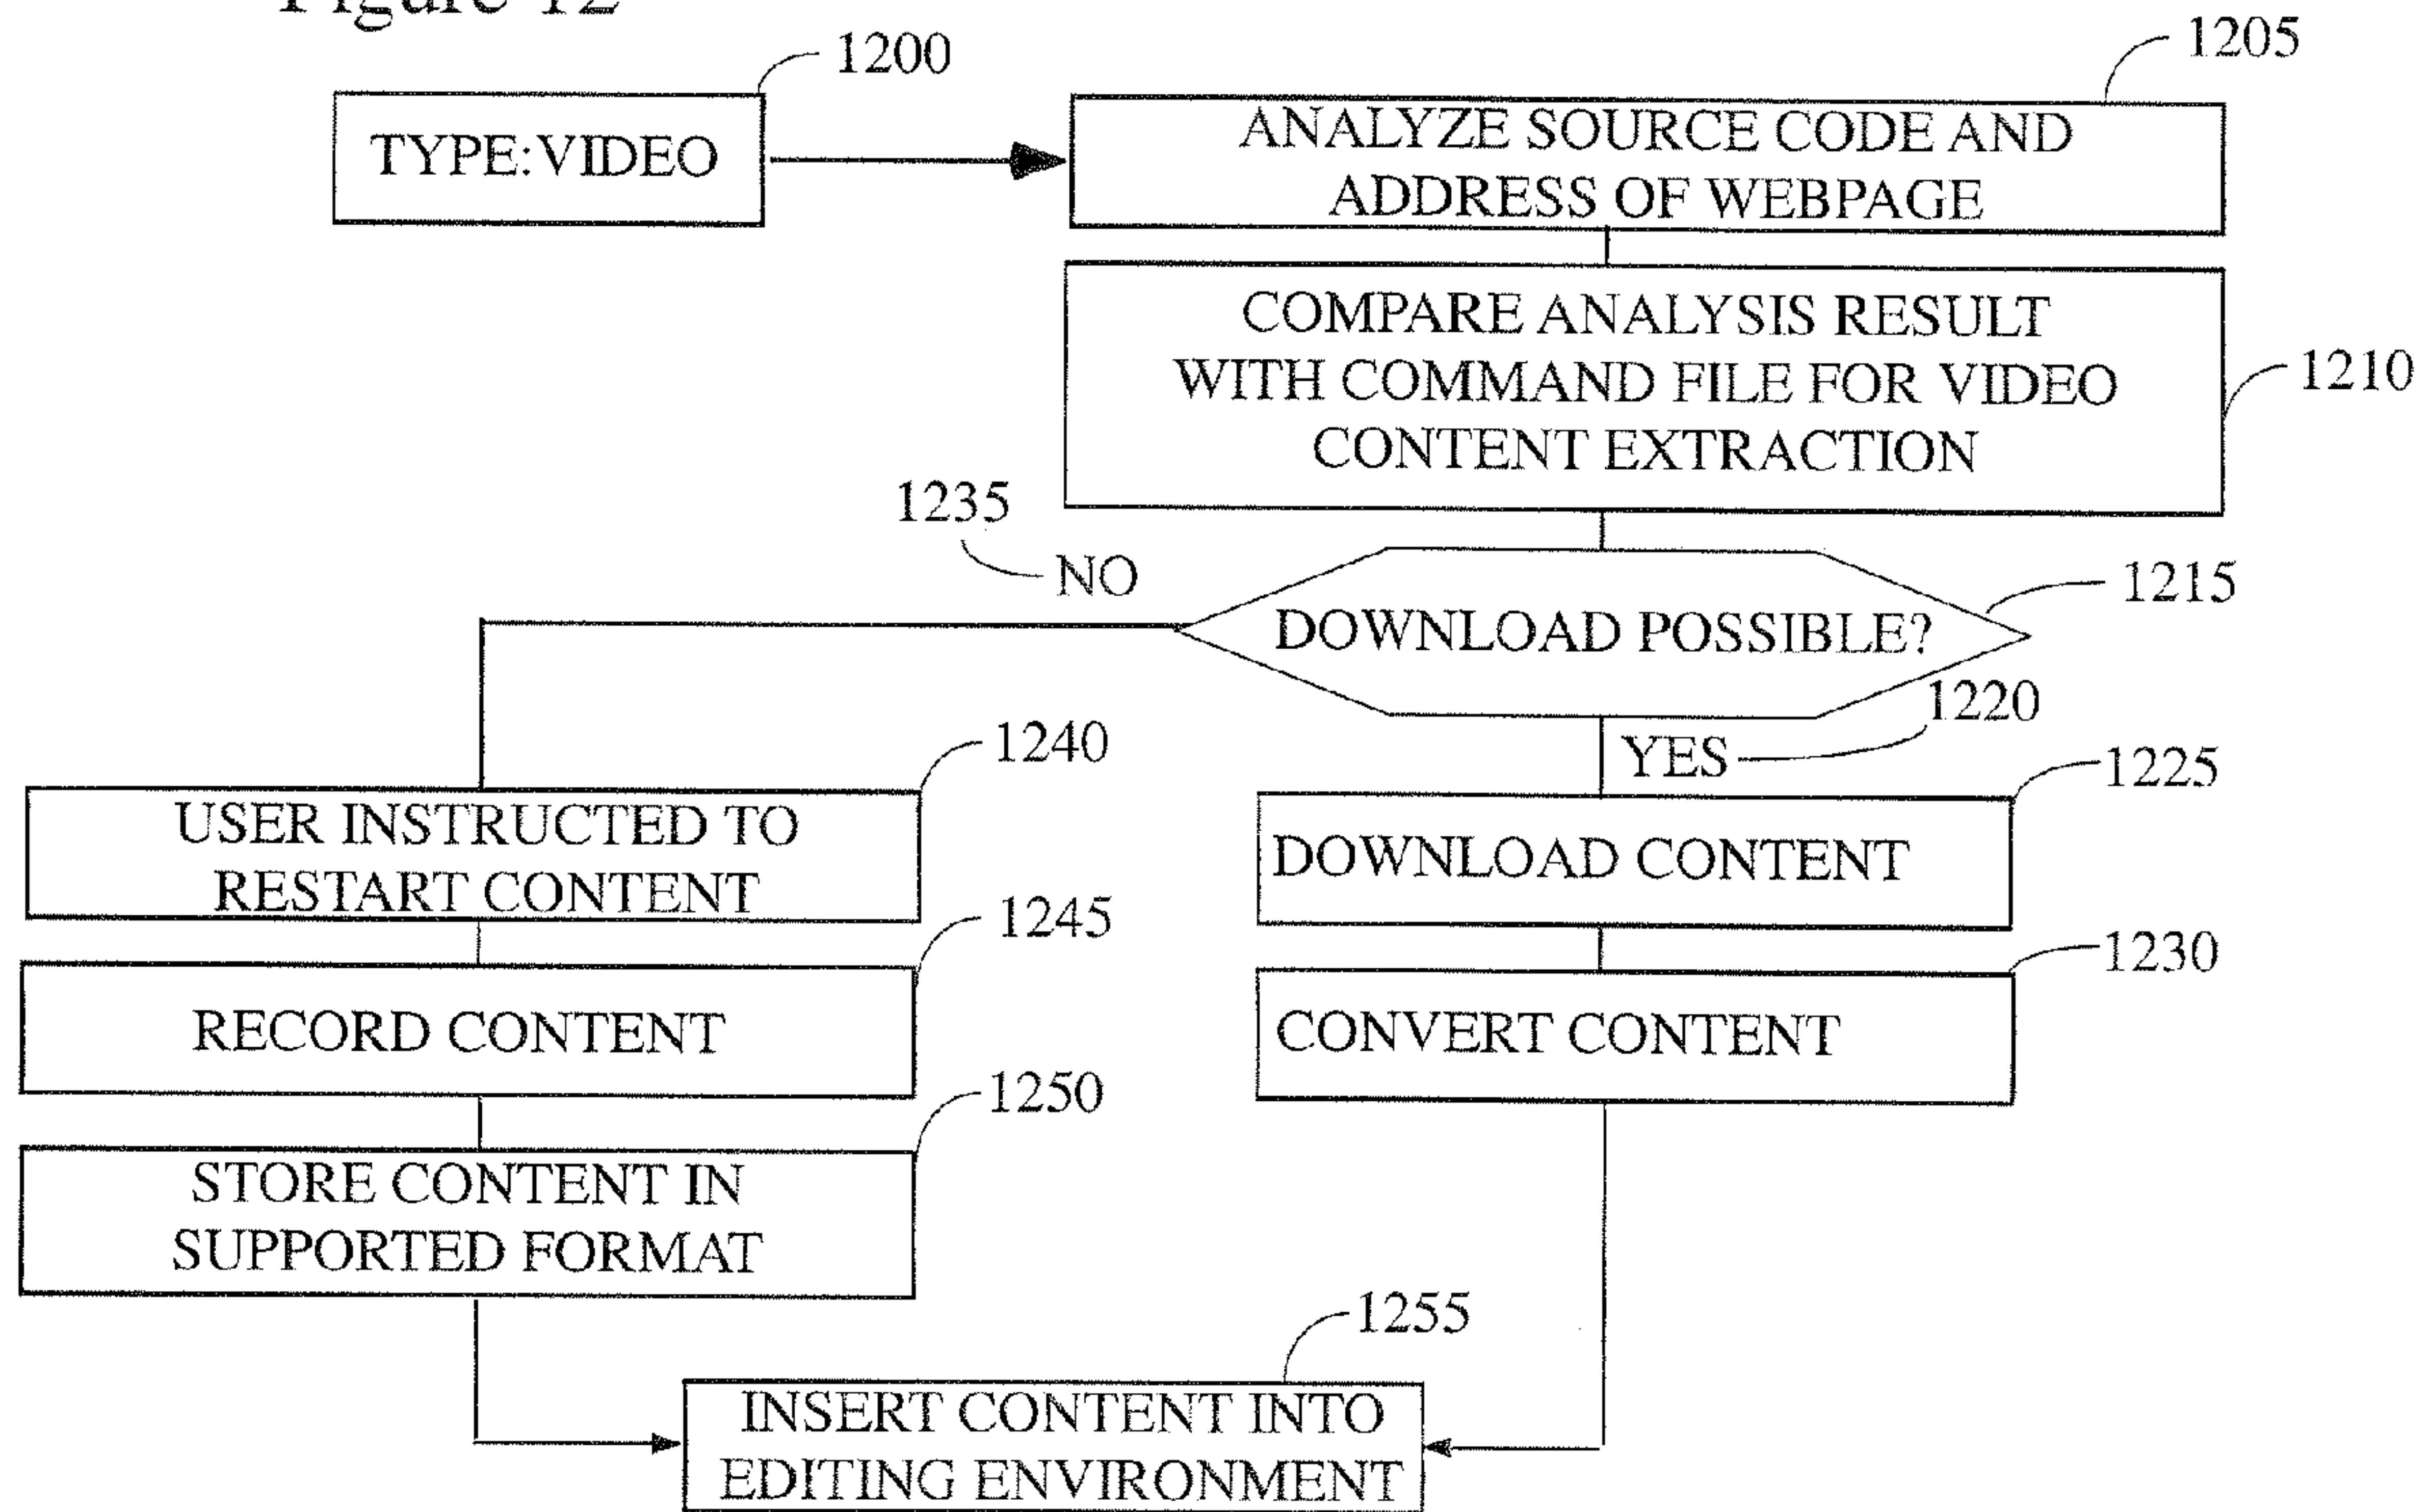 Figure 12
1200
1205
TYPE:VIDEO
ANALYZE SOURCE CODE AND
ADDRESS OF WEBPAGE
COMPARE ANALYSIS RESULT
WITH COMMAND FILE FOR VIDEO
CONTENT EXTRACTION
1210
1235
NO
DOWNLOAD POSSIBLE?
1215
1220
YES
1240
USER INSTRUCTED TO
RESTART CONTENT
1225
DOWNLOAD CONTENT
1245
RECORD CONTENT
1230
CONVERT CONTENT
1250
STORE CONTENT IN
SUPPORTED FORMAT
1255
INSERT CONTENT INTO
EDITING ENVIRONMENT